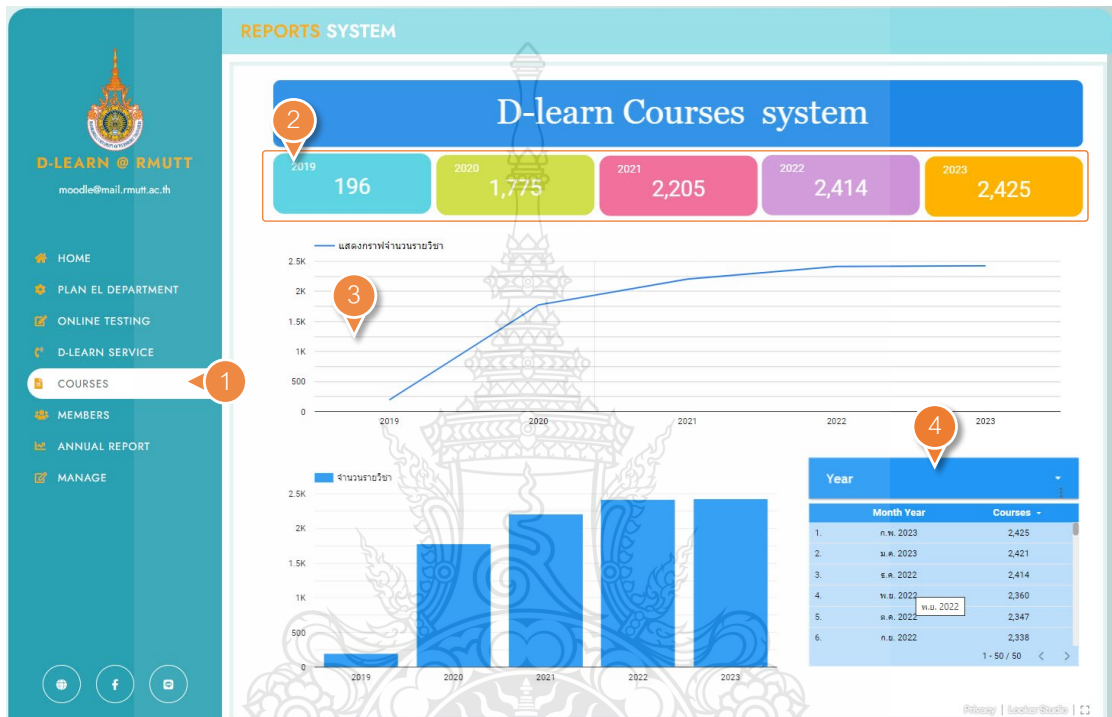 REPORTS SYSTEM
D-LEARN @ RMUTT
moodle@mail.rmutt.ac.th
HOME
PLAN EL DEPARTMENT
ONLINE TESTING
D-LEARN SERVICE
COURSES
1
MEMBERS
ANNUAL REPORT
MANAGE
D-learn Courses system
2
2019
196
2020
1,775
2021
2,205
2022
2,414
2023
2,425
แสดงกราฟจำนวนรายวิชา
3
2.5K
2K
1.5K
1K
500
0
2019 2020 2021 2022 2023
จำนวนรายวิชา
2.5K
2K
1.5K
1K
500
0
2019 2020 2021 2022 2023
4
Year
Month Year Courses
1. ก.พ. 2023 2,425
2. ม.ค. 2023 2,421
3. ธ.ค. 2022 2,414
4. พ.ย. 2022 2,360
พ.ย. 2022
5. ต.ค. 2022 2,347
6. ก.ย. 2022 2,338
1 - 50 / 50 < >
Privacy | Looker Studio |